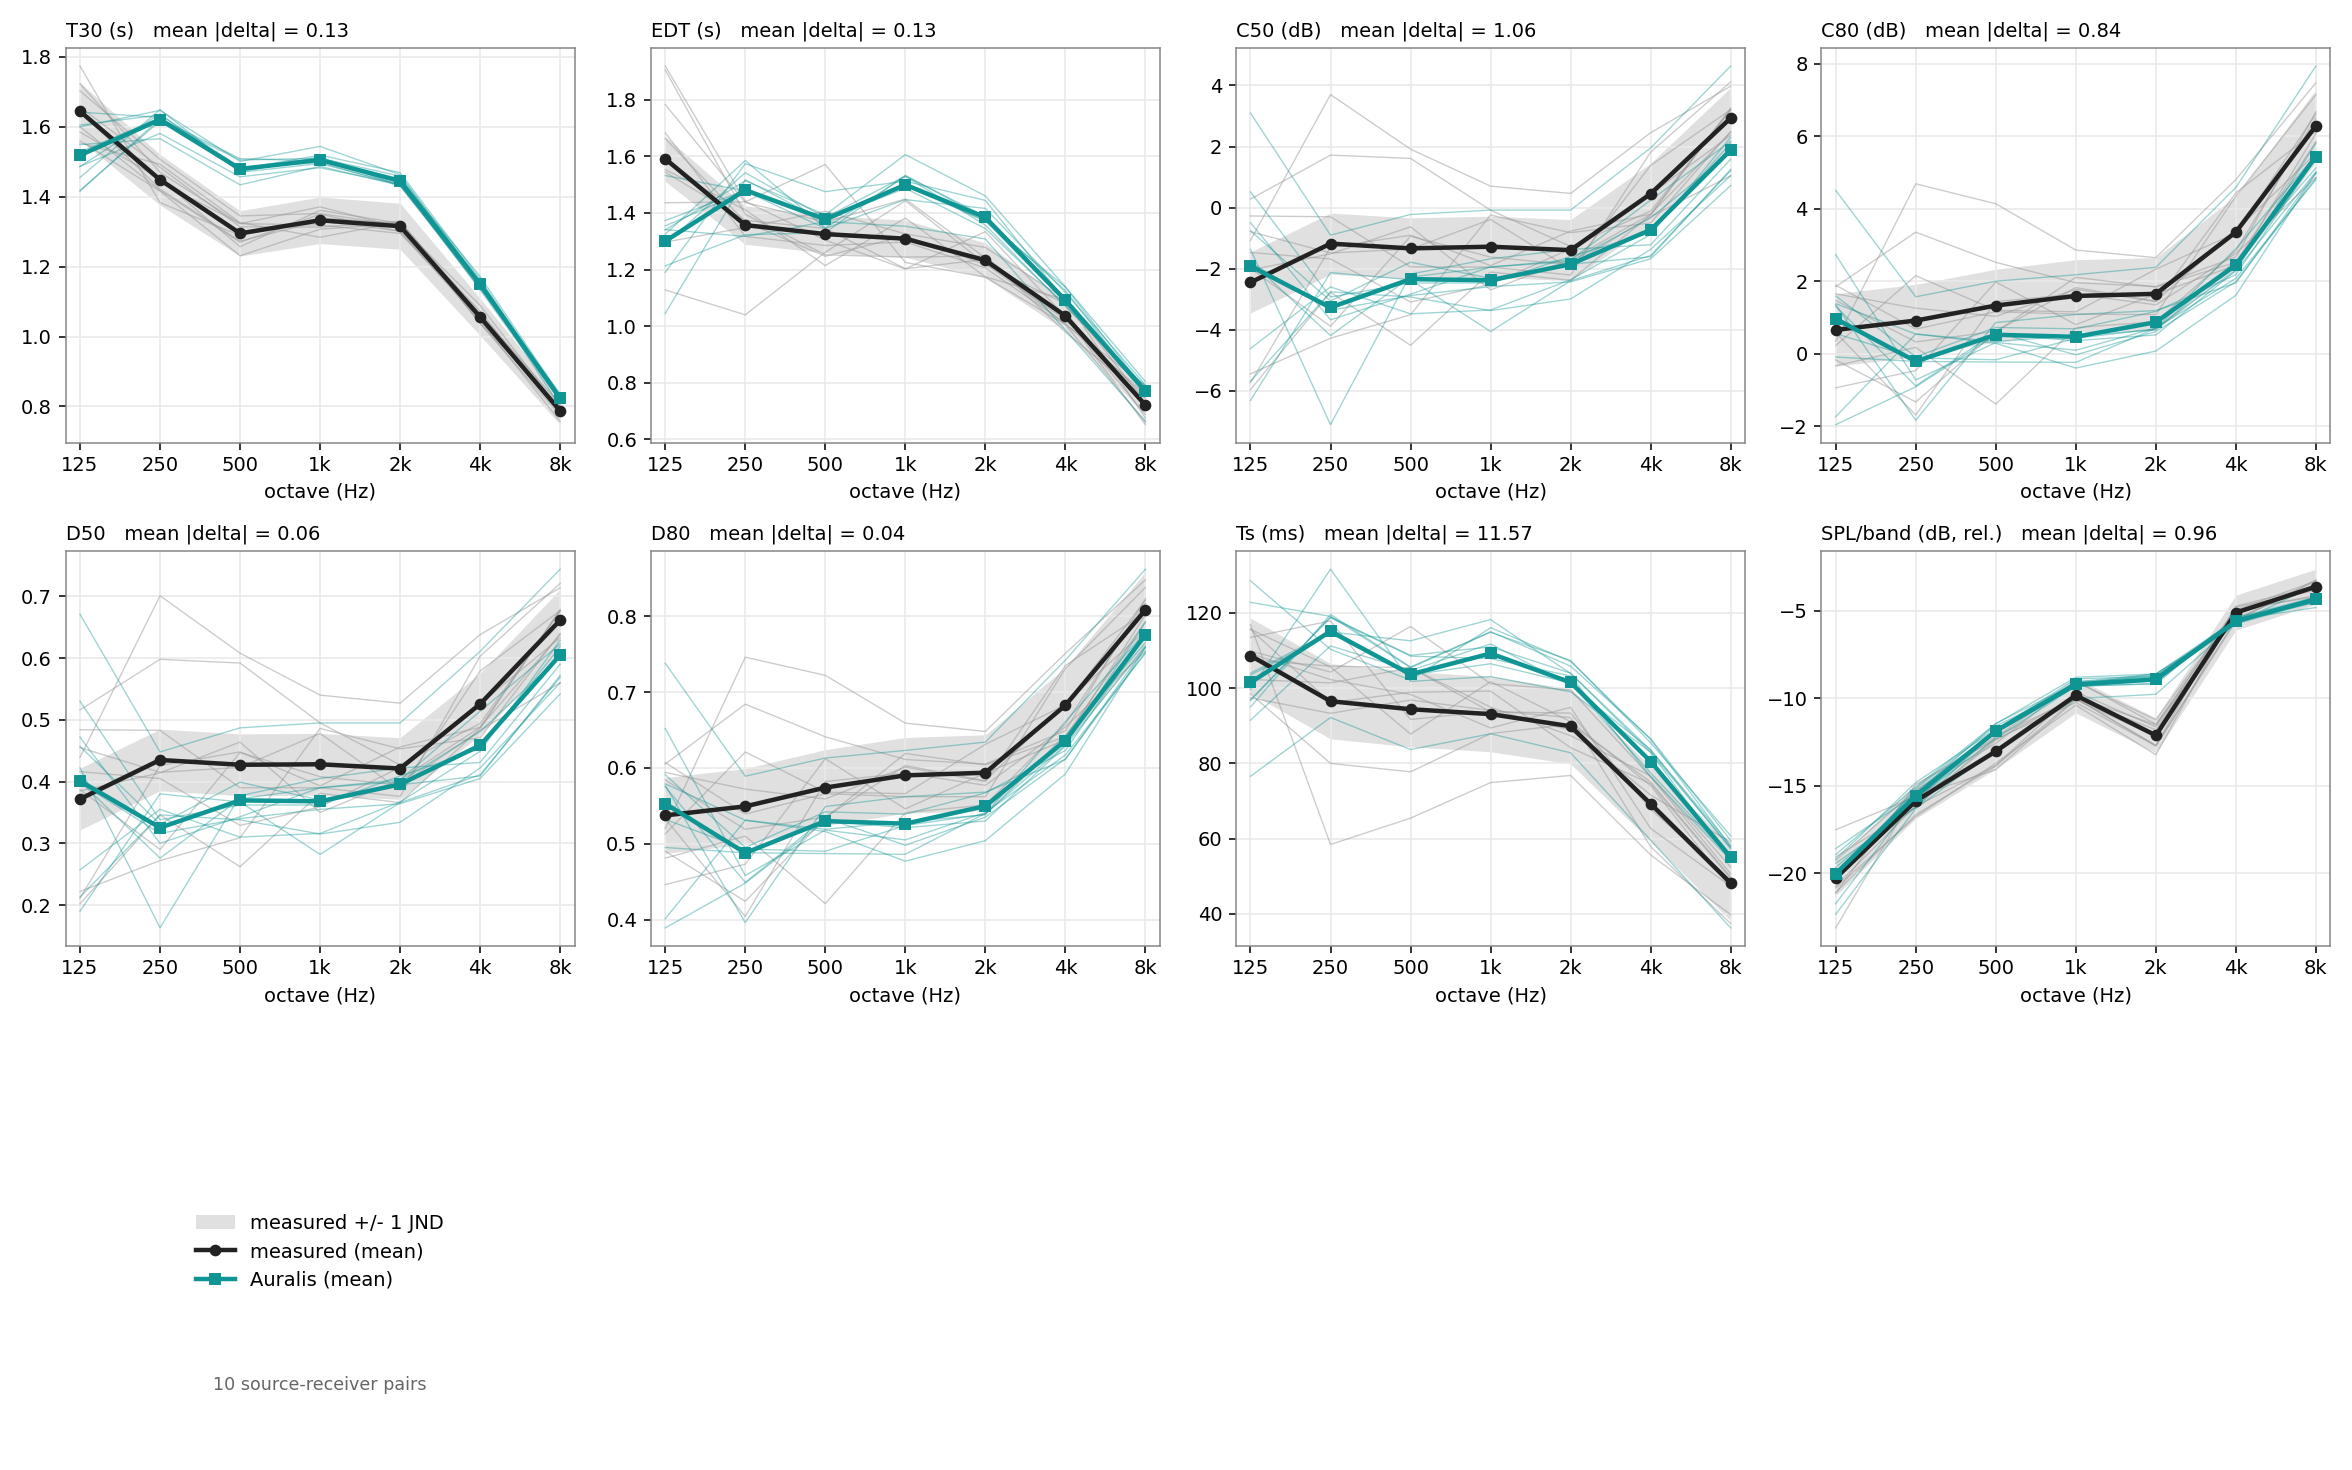 T30 (s)   mean |delta| = 0.13
1.8
1.6
1.4
1.2
1.0
0.8
125 250 500 1k 2k 4k 8k
octave (Hz)
EDT (s)   mean |delta| = 0.13
1.8
1.6
1.4
1.2
1.0
0.8
0.6
125 250 500 1k 2k 4k 8k
octave (Hz)
C50 (dB)   mean |delta| = 1.06
4
2
0
−2
−4
−6
125 250 500 1k 2k 4k 8k
octave (Hz)
C80 (dB)   mean |delta| = 0.84
8
6
4
2
0
−2
125 250 500 1k 2k 4k 8k
octave (Hz)
D50   mean |delta| = 0.06
0.7
0.6
0.5
0.4
0.3
0.2
125 250 500 1k 2k 4k 8k
octave (Hz)
D80   mean |delta| = 0.04
0.8
0.7
0.6
0.5
0.4
125 250 500 1k 2k 4k 8k
octave (Hz)
Ts (ms)   mean |delta| = 11.57
120
100
80
60
40
125 250 500 1k 2k 4k 8k
octave (Hz)
SPL/band (dB, rel.)   mean |delta| = 0.96
−5
−10
−15
−20
125 250 500 1k 2k 4k 8k
octave (Hz)
measured +/- 1 JND
measured (mean)
Auralis (mean)
10 source-receiver pairs